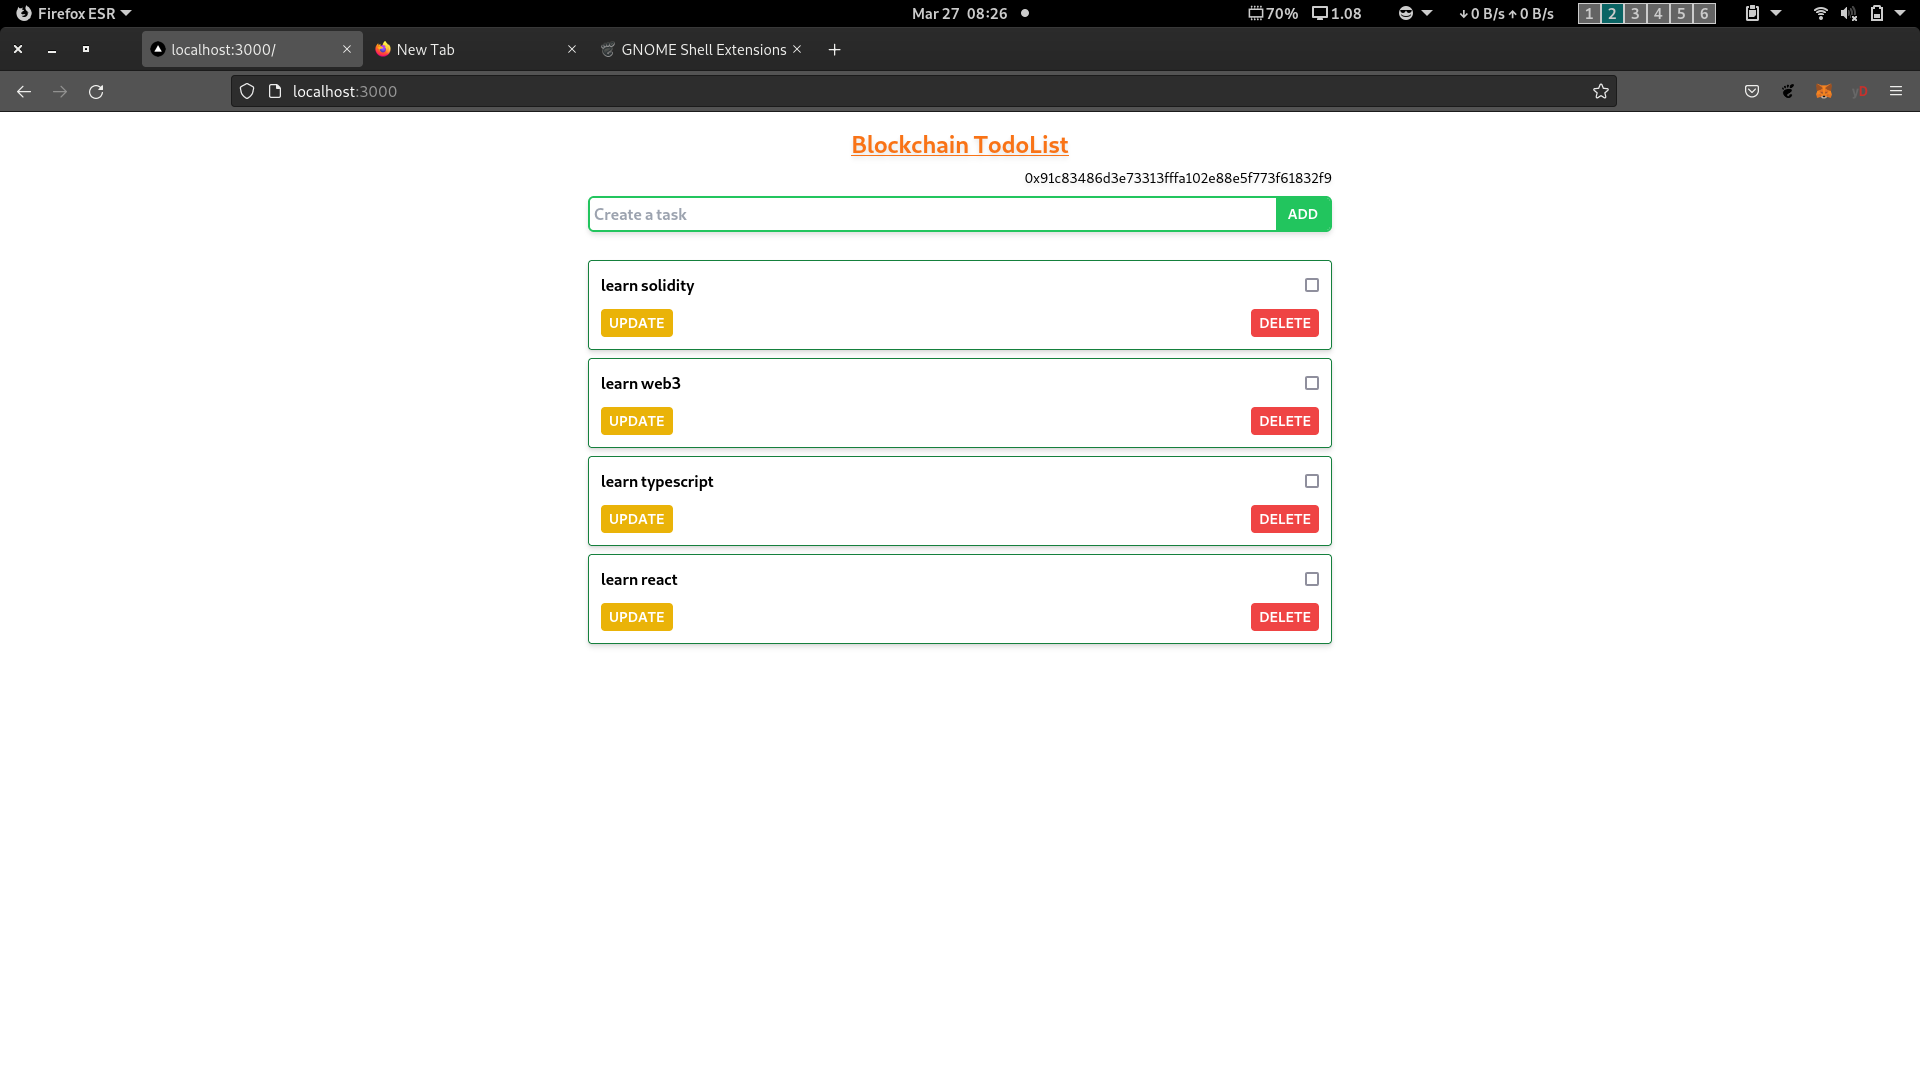 Firefox ESR
Mar 27 08:26
70% 1.08
↓0 B/s ↑0 B/s
1 2 3 4 5 6
localhost:3000/
New Tab
GNOME Shell Extensions
localhost:3000
yD
Blockchain TodoList
0x91c83486d3e73313fffa102e88e5f773f61832f9
Create a task ADD
learn solidity
UPDATE DELETE
learn web3
UPDATE DELETE
learn typescript
UPDATE DELETE
learn react
UPDATE DELETE